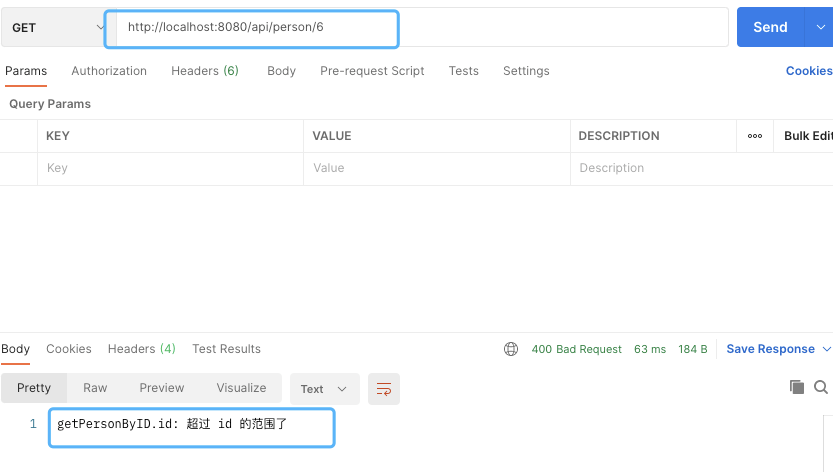 GET http://localhost:8080/api/person/6 Send
Params Authorization Headers (6) Body Pre-request Script Tests Settings Cookies
Query Params
KEY VALUE DESCRIPTION ooo Bulk Edit
Key Value Description
Body Cookies Headers (4) Test Results 400 Bad Request 63 ms 184 B Save Response
Pretty Raw Preview Visualize Text
1 getPersonByID.id: 超过 id 的范围了